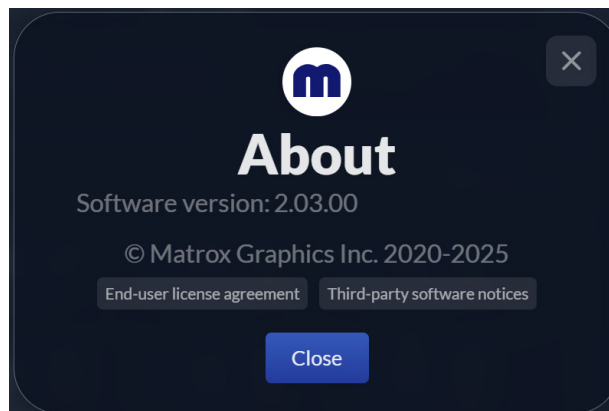 m
About
Software version: 2.03.00
© Matrox Graphics Inc. 2020-2025
End-user license agreement Third-party software notices
Close